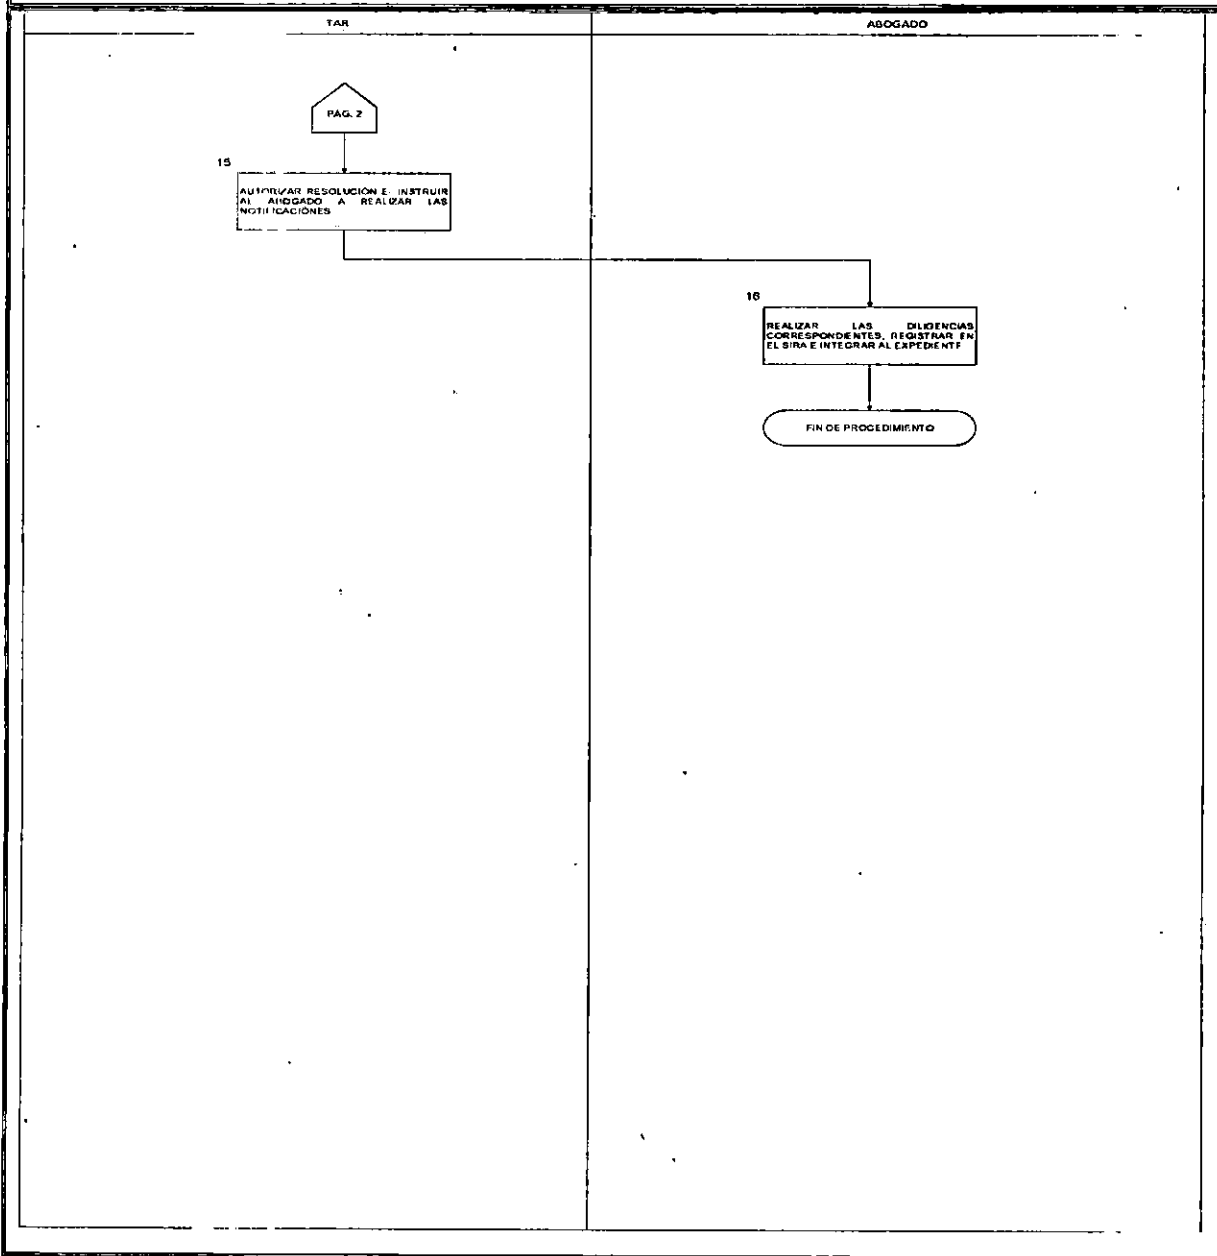 TAR
ABOGADO
PAG. 2
15
AUTORIZAR RESOLUCIÓN E INSTRUIR
AL ABOGADO A REALIZAR LAS
NOTIFICACIONES
16
REALIZAR LAS DILIGENCIAS
CORRESPONDIENTES, REGISTRAR EN
EL SIRA E INTEGRAR AL EXPEDIENTE
FIN DE PROCEDIMIENTO